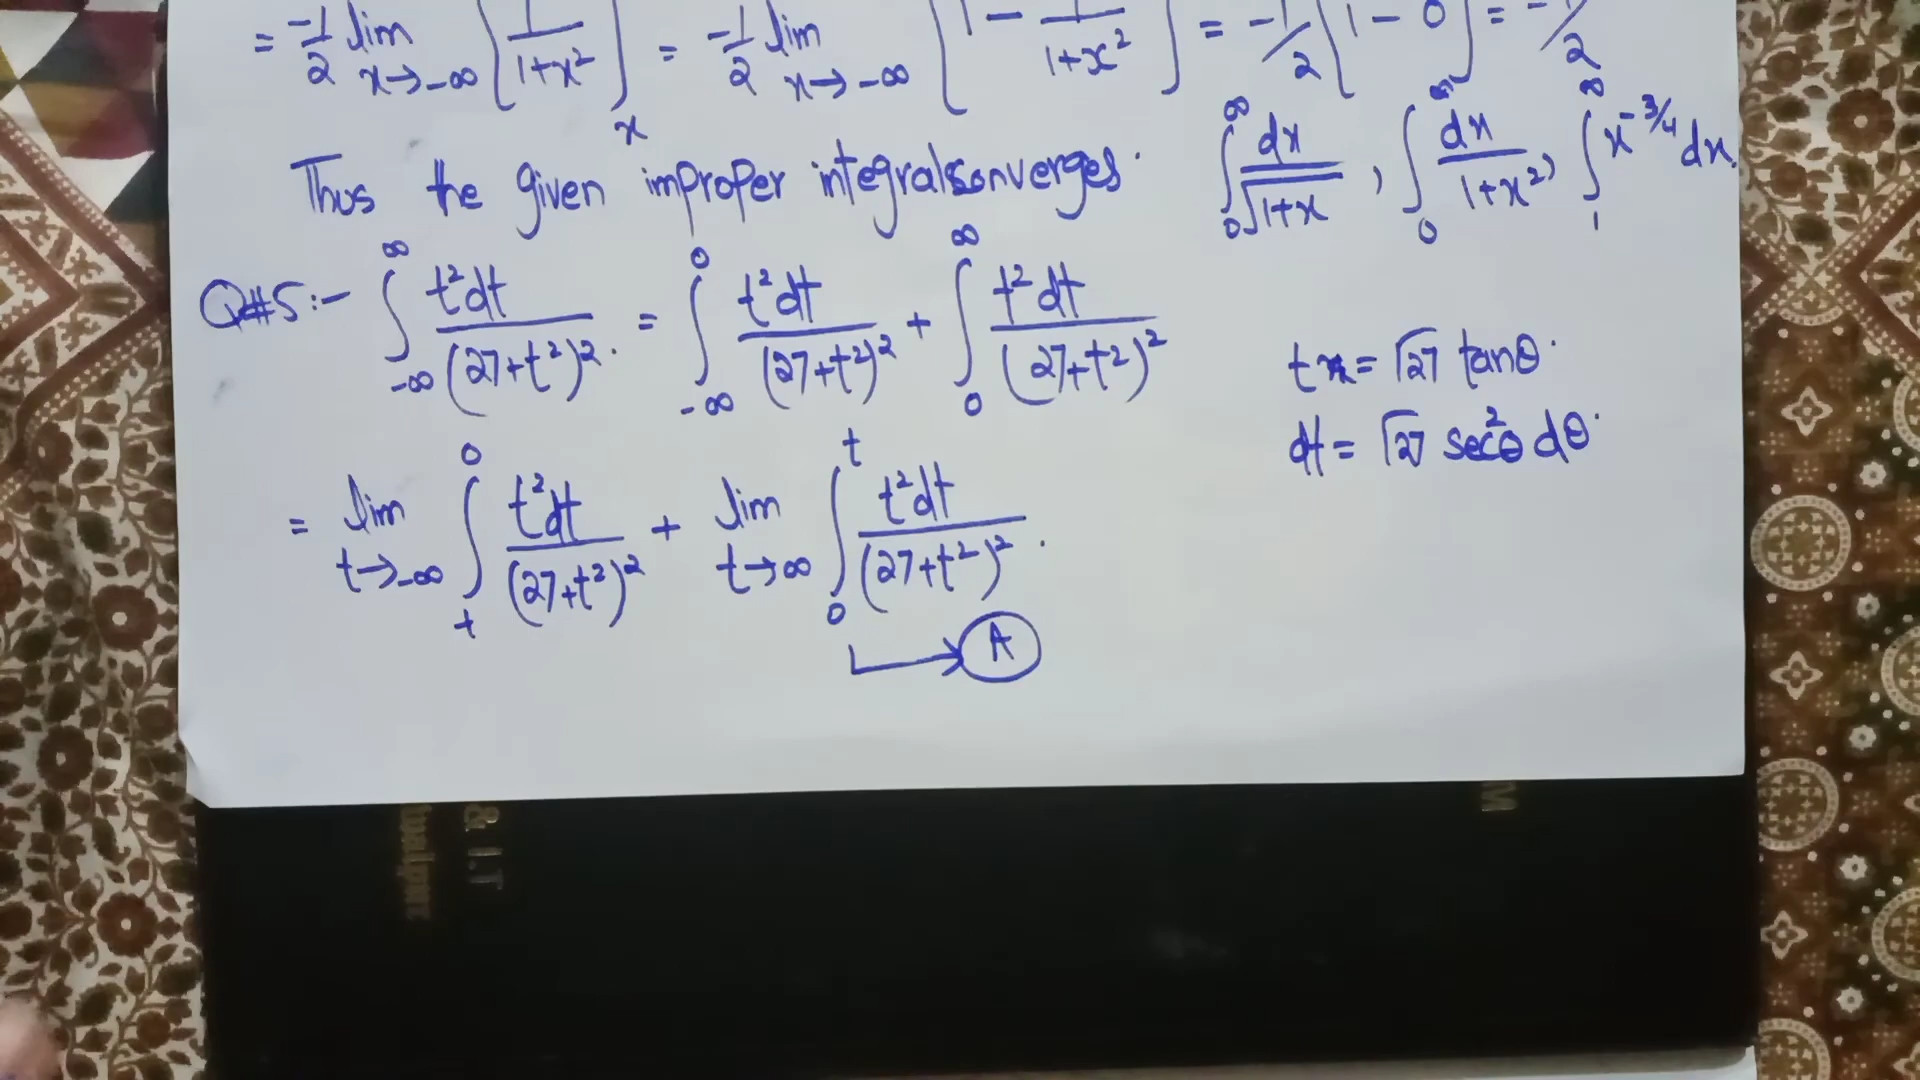 = -1/2 lim x→-∞ [1/(1+x²)]ₓ = -1/2 lim x→-∞ [1 - 1/(1+x²)] = -1/2 [1 - 0] = -1/2
Thus the given improper integral converges. ∫₀^∞ dx/√(1+x) , ∫₀^∞ dx/(1+x²) , ∫₁^∞ x^(-3/4) dx.
Q#5:- ∫_{-∞}^{∞} t²dt/(27+t²)². = ∫_{-∞}^{0} t²dt/(27+t²)² + ∫₀^∞ t²dt/(27+t²)²
t = √27 tanθ.
dt = √27 sec²θ dθ.
= lim t→-∞ ∫ₜ⁰ t²dt/(27+t²)² + lim t→∞ ∫₀ᵗ t²dt/(27+t²)².
→ A
& I.T
M